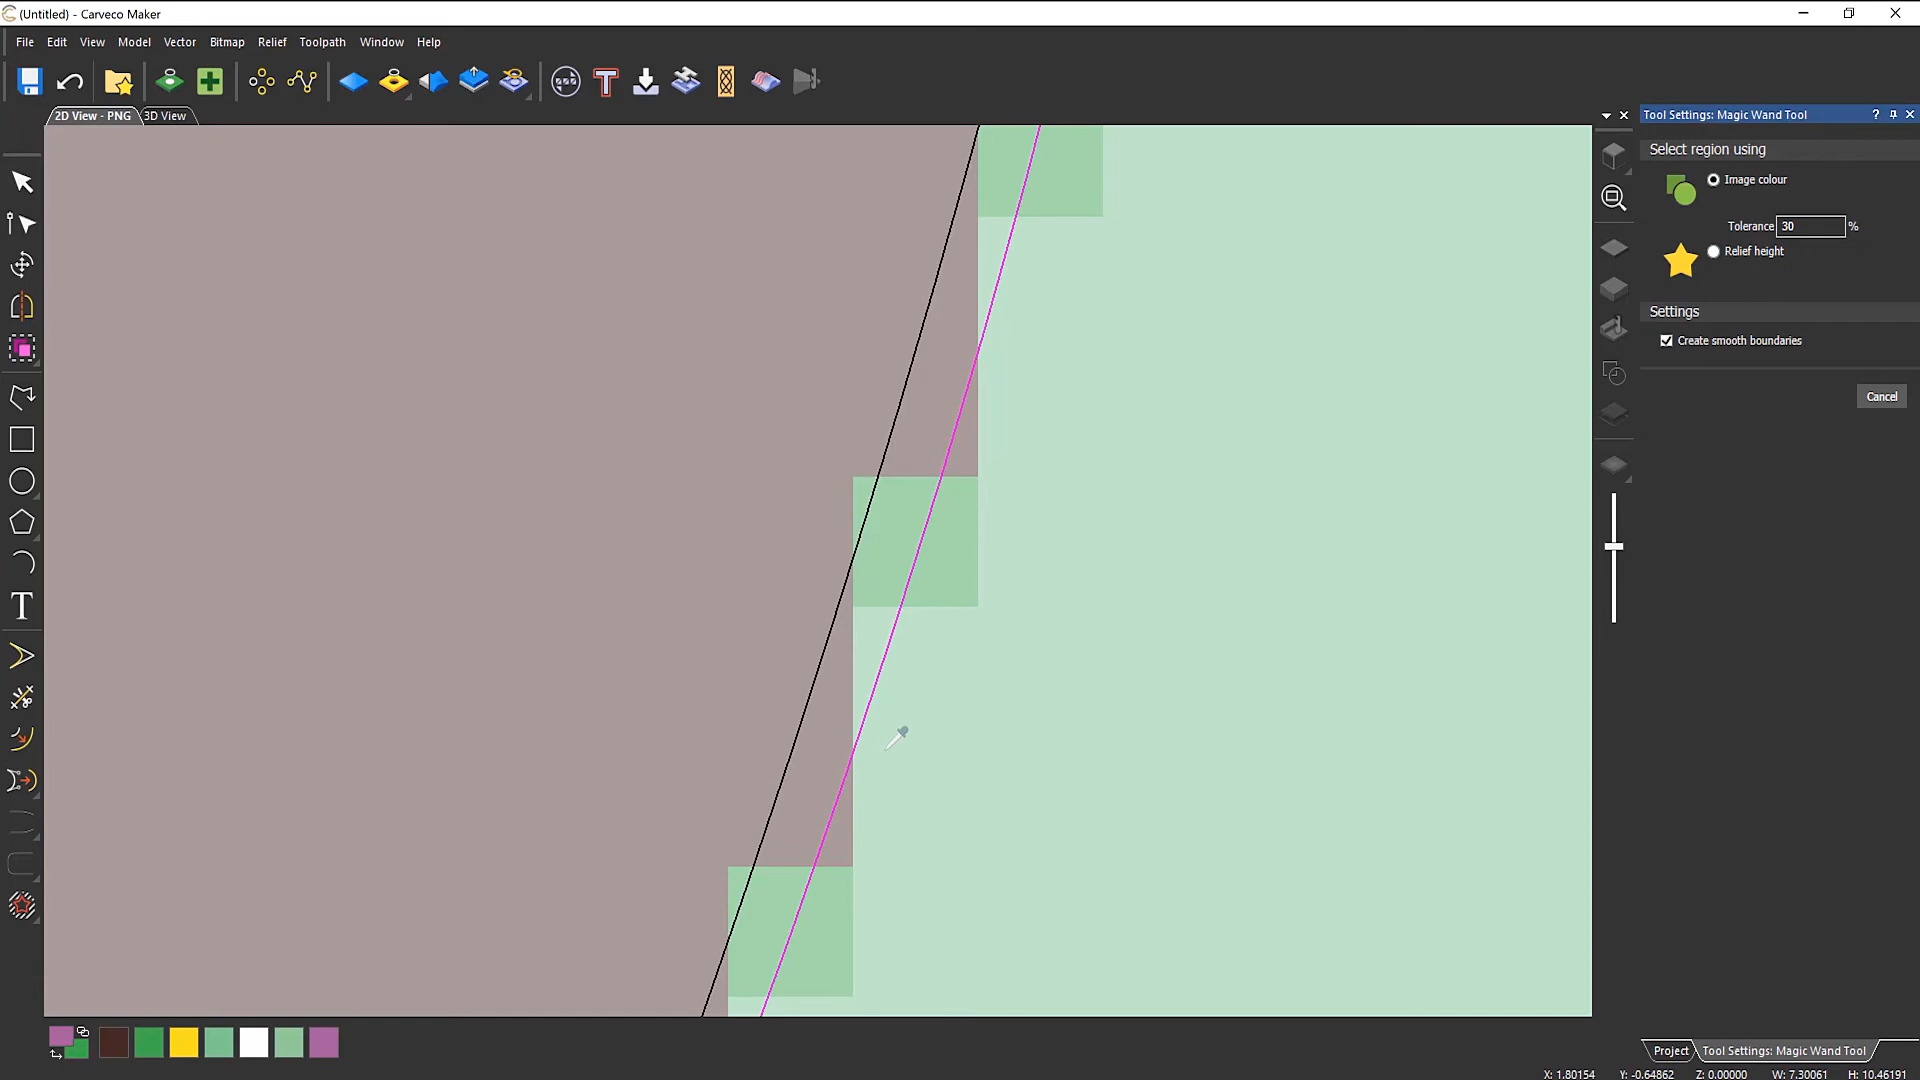 (Untitled) - Carveco Maker
File Edit View Model Vector Bitmap Relief Toolpath Window Help
2D View - PNG 3D View
Tool Settings: Magic Wand Tool
Select region using
Image colour
Tolerance 30 %
Relief height
Settings
Create smooth boundaries
Cancel
Project Tool Settings: Magic Wand Tool
X: 1.80154 Y: -0.64862 Z: 0.00000 W: 7.30061 H: 10.46191